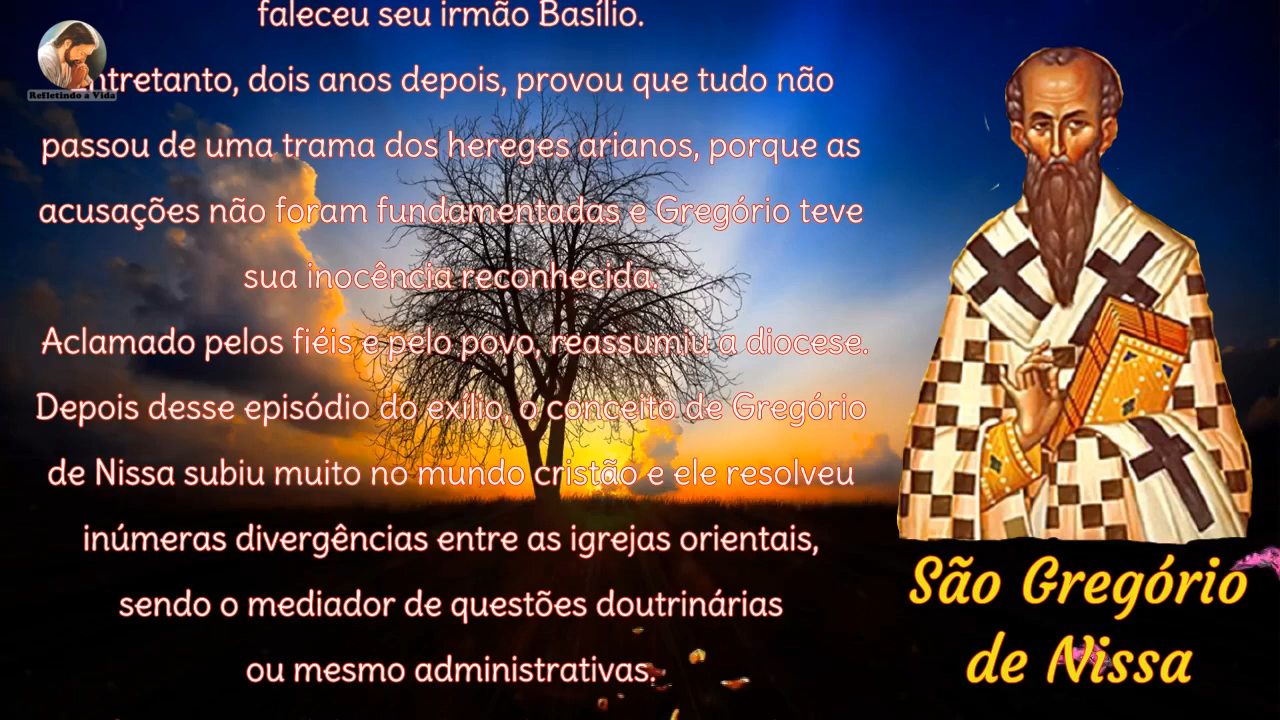 faleceu seu irmão Basílio.
Refletindo a Vida
ntretanto, dois anos depois, provou que tudo não
passou de uma trama dos hereges arianos, porque as
acusações não foram fundamentadas e Gregório teve
sua inocência reconhecida.
Aclamado pelos fiéis e pelo povo, reassumiu a diocese.
Depois desse episódio do exílio, o conceito de Gregório
de Nissa subiu muito no mundo cristão e ele resolveu
inúmeras divergências entre as igrejas orientais,
sendo o mediador de questões doutrinárias
ou mesmo administrativas.
São Gregório
de Nissa